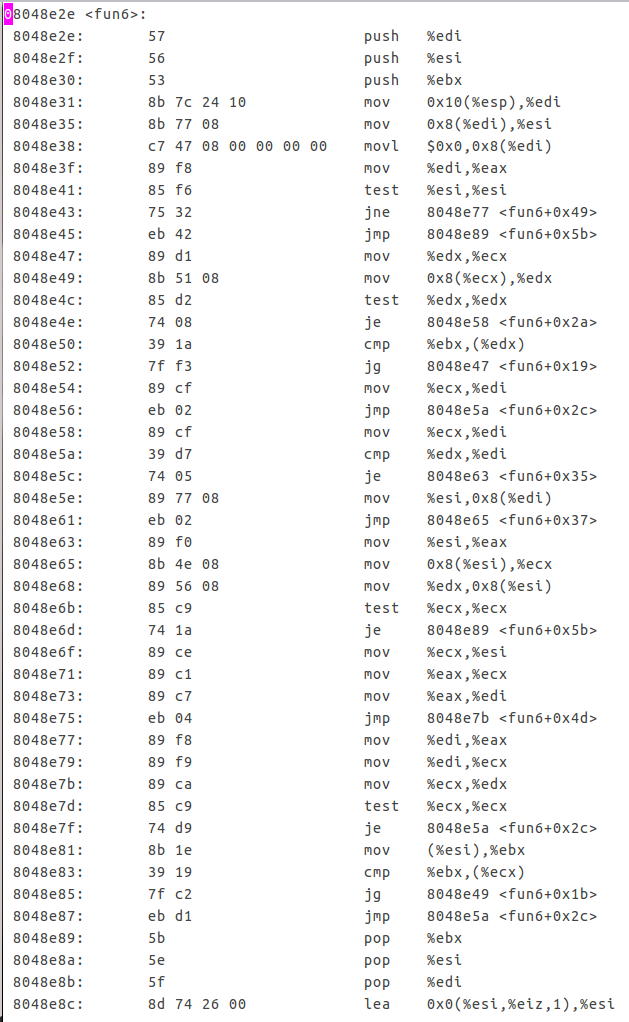 08048e2e <fun6>:
8048e2e: 57 push %edi
8048e2f: 56 push %esi
8048e30: 53 push %ebx
8048e31: 8b 7c 24 10 mov 0x10(%esp),%edi
8048e35: 8b 77 08 mov 0x8(%edi),%esi
8048e38: c7 47 08 00 00 00 00 movl $0x0,0x8(%edi)
8048e3f: 89 f8 mov %edi,%eax
8048e41: 85 f6 test %esi,%esi
8048e43: 75 32 jne 8048e77 <fun6+0x49>
8048e45: eb 42 jmp 8048e89 <fun6+0x5b>
8048e47: 89 d1 mov %edx,%ecx
8048e49: 8b 51 08 mov 0x8(%ecx),%edx
8048e4c: 85 d2 test %edx,%edx
8048e4e: 74 08 je 8048e58 <fun6+0x2a>
8048e50: 39 1a cmp %ebx,(%edx)
8048e52: 7f f3 jg 8048e47 <fun6+0x19>
8048e54: 89 cf mov %ecx,%edi
8048e56: eb 02 jmp 8048e5a <fun6+0x2c>
8048e58: 89 cf mov %ecx,%edi
8048e5a: 39 d7 cmp %edx,%edi
8048e5c: 74 05 je 8048e63 <fun6+0x35>
8048e5e: 89 77 08 mov %esi,0x8(%edi)
8048e61: eb 02 jmp 8048e65 <fun6+0x37>
8048e63: 89 f0 mov %esi,%eax
8048e65: 8b 4e 08 mov 0x8(%esi),%ecx
8048e68: 89 56 08 mov %edx,0x8(%esi)
8048e6b: 85 c9 test %ecx,%ecx
8048e6d: 74 1a je 8048e89 <fun6+0x5b>
8048e6f: 89 ce mov %ecx,%esi
8048e71: 89 c1 mov %eax,%ecx
8048e73: 89 c7 mov %eax,%edi
8048e75: eb 04 jmp 8048e7b <fun6+0x4d>
8048e77: 89 f8 mov %edi,%eax
8048e79: 89 f9 mov %edi,%ecx
8048e7b: 89 ca mov %ecx,%edx
8048e7d: 85 c9 test %ecx,%ecx
8048e7f: 74 d9 je 8048e5a <fun6+0x2c>
8048e81: 8b 1e mov (%esi),%ebx
8048e83: 39 19 cmp %ebx,(%ecx)
8048e85: 7f c2 jg 8048e49 <fun6+0x1b>
8048e87: eb d1 jmp 8048e5a <fun6+0x2c>
8048e89: 5b pop %ebx
8048e8a: 5e pop %esi
8048e8b: 5f pop %edi
8048e8c: 8d 74 26 00 lea 0x0(%esi,%eiz,1),%esi